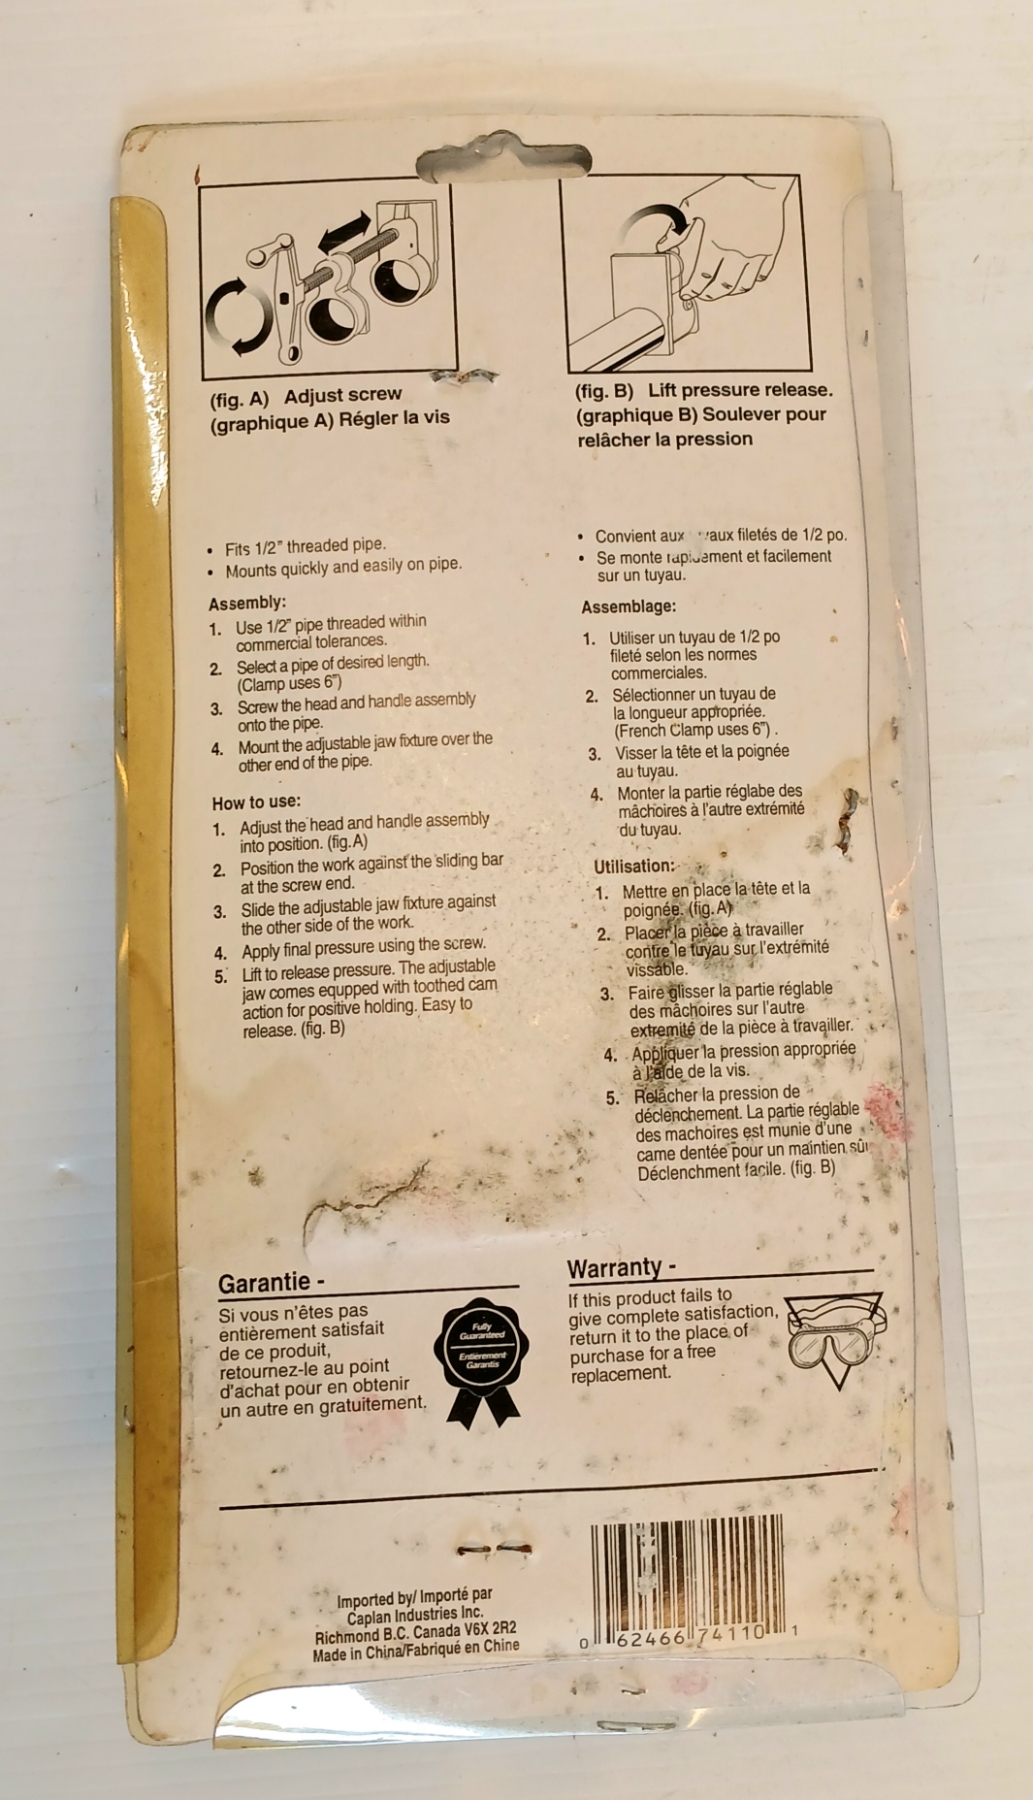 (fig. A) Adjust screw
(graphique A) Régler la vis
(fig. B) Lift pressure release.
(graphique B) Soulever pour
relâcher la pression
• Fits 1/2” threaded pipe.
• Mounts quickly and easily on pipe.
Assembly:
1. Use 1/2” pipe threaded within
commercial tolerances.
2. Select a pipe of desired length.
(Clamp uses 6”)
3. Screw the head and handle assembly
onto the pipe.
4. Mount the adjustable jaw fixture over the
other end of the pipe.
How to use:
1. Adjust the head and handle assembly
into position. (fig.A)
2. Position the work against the sliding bar
at the screw end.
3. Slide the adjustable jaw fixture against
the other side of the work.
4. Apply final pressure using the screw.
5. Lift to release pressure. The adjustable
jaw comes equpped with toothed cam
action for positive holding. Easy to
release. (fig. B)
• Convient aux filetés de 1/2 po.
• Se monte rapidement et facilement
sur un tuyau.
Assemblage:
1. Utiliser un tuyau de 1/2 po
fileté selon les normes
commerciales.
2. Sélectionner un tuyau de
la longueur appropriée.
(French Clamp uses 6”) .
3. Visser la tête et la poignée
au tuyau.
4. Monter la partie réglabe des
mâchoires à l'autre extrémité
du tuyau.
Utilisation:
1. Mettre en place la tête et la
poignée. (fig. A)
2. Placer la pièce à travailler
contre le tuyau sur l'extrémité
vissable.
3. Faire glisser la partie réglable
des mâchoires sur l'autre
extremité de la pièce à travailler.
4. Appliquer la pression appropriée
à l'aide de la vis.
5. Relâcher la pression de
déclenchement. La partie réglable
des machoires est munie d'une
came dentée pour un maintien sûr
Déclenchment facile. (fig. B)
Garantie -
Si vous n'êtes pas
entièrement satisfait
de ce produit,
retournez-le au point
d'achat pour en obtenir
un autre en gratuitement.
Fully
Guaranteed
Entièrement
Garantis
Warranty -
If this product fails to
give complete satisfaction,
return it to the place of
purchase for a free
replacement.
Imported by/ Importé par
Caplan Industries Inc.
Richmond B.C. Canada V6X 2R2
Made in China/Fabriqué en Chine
0 62466 74110 1